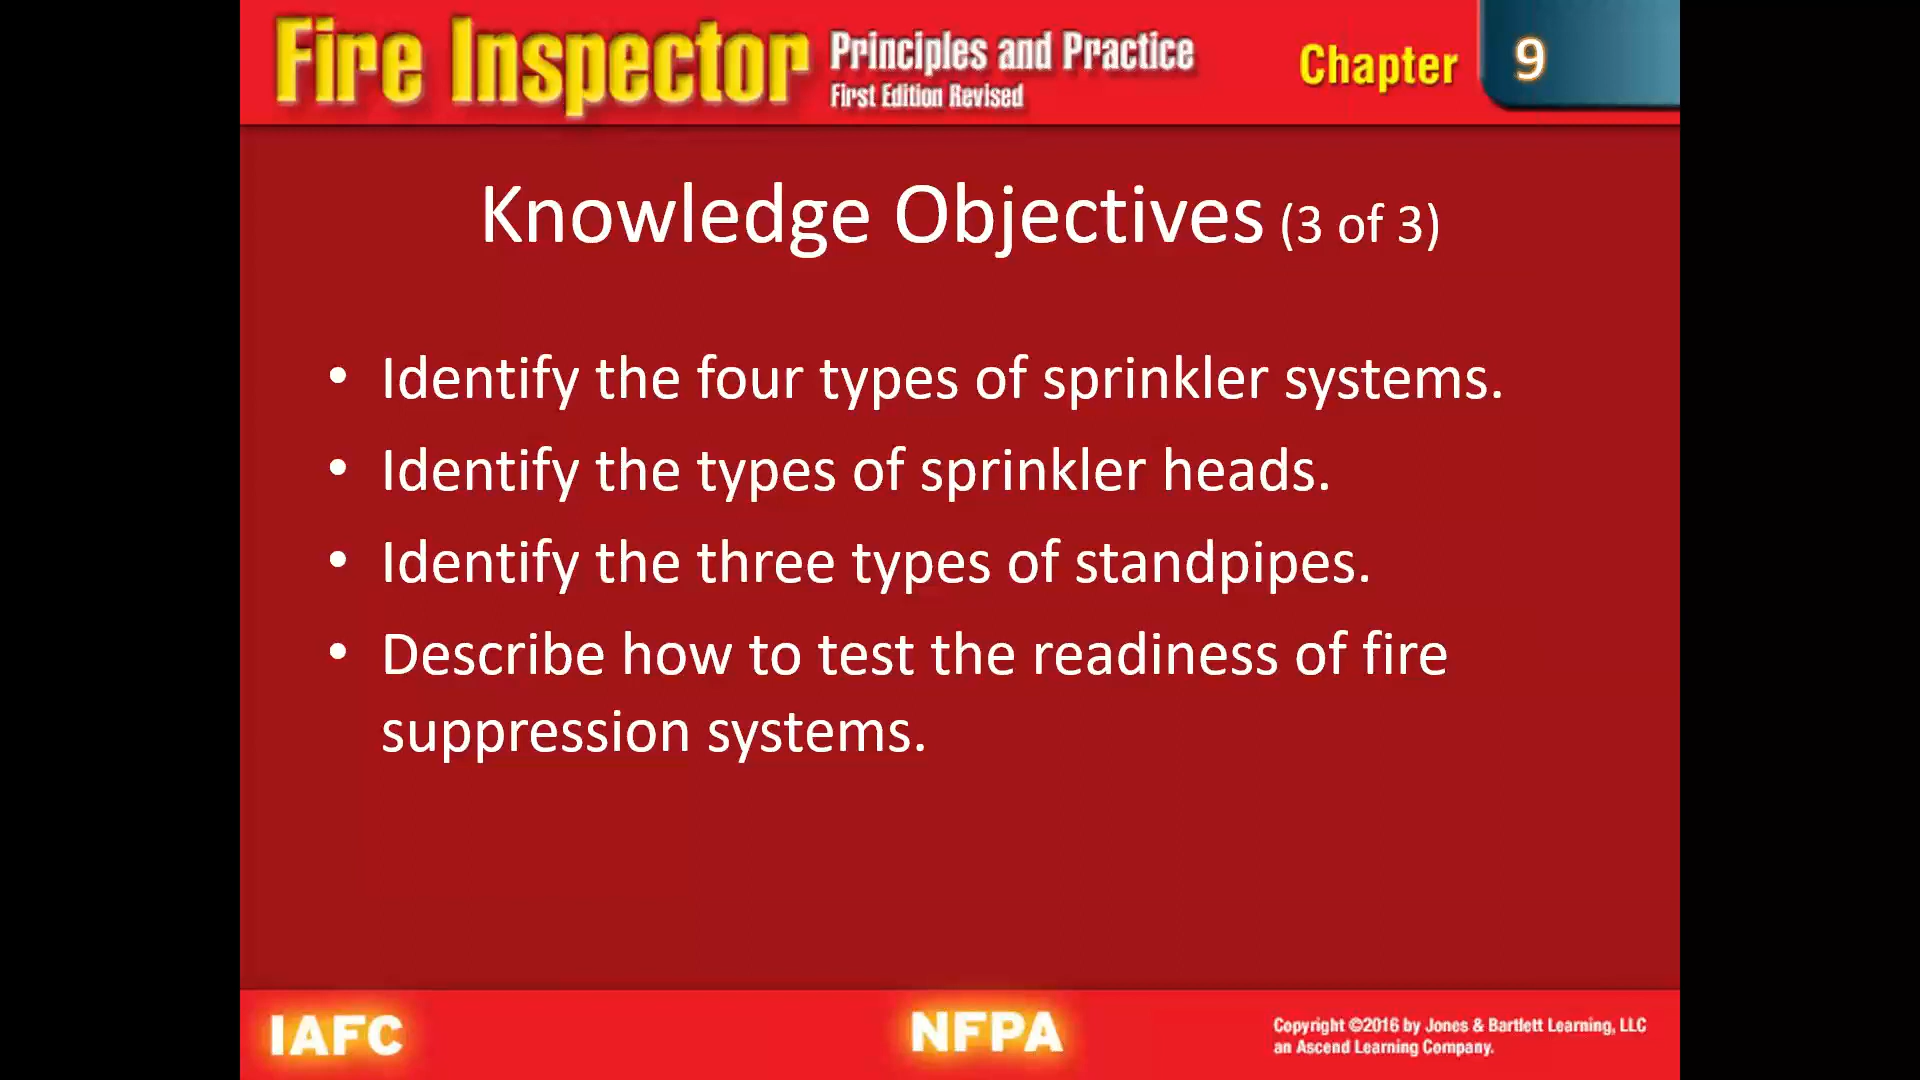 Fire Inspector Principles and Practice
First Edition Revised
Chapter 9
Knowledge Objectives (3 of 3)
• Identify the four types of sprinkler systems.
• Identify the types of sprinkler heads.
• Identify the three types of standpipes.
• Describe how to test the readiness of fire
suppression systems.
IAFC
NFPA
Copyright ©2016 by Jones & Bartlett Learning, LLC
an Ascend Learning Company.